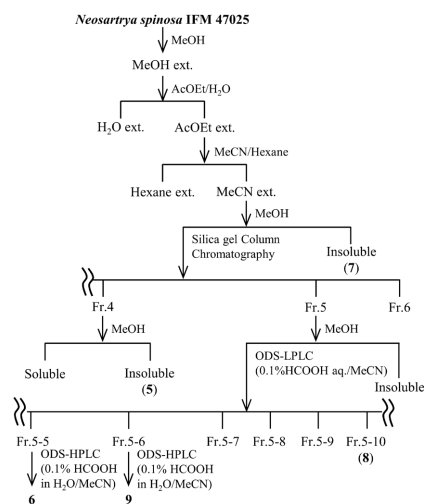 Neosartrya spinosa IFM 47025
MeOH
MeOH ext.
AcOEt/H₂O
H₂O ext.
AcOEt ext.
MeCN/Hexane
Hexane ext.
MeCN ext.
MeOH
Silica gel Column
Chromatography
Insoluble
(7)
Fr.4
Fr.5
Fr.6
MeOH
MeOH
Soluble
Insoluble
(5)
ODS-LPLC
(0.1%HCOOH aq./MeCN)
Insoluble
Fr.5-5
Fr.5-6
Fr.5-7
Fr.5-8
Fr.5-9
Fr.5-10
(8)
ODS-HPLC
(0.1% HCOOH
in H₂O/MeCN)
ODS-HPLC
(0.1% HCOOH
in H₂O/MeCN)
6
9